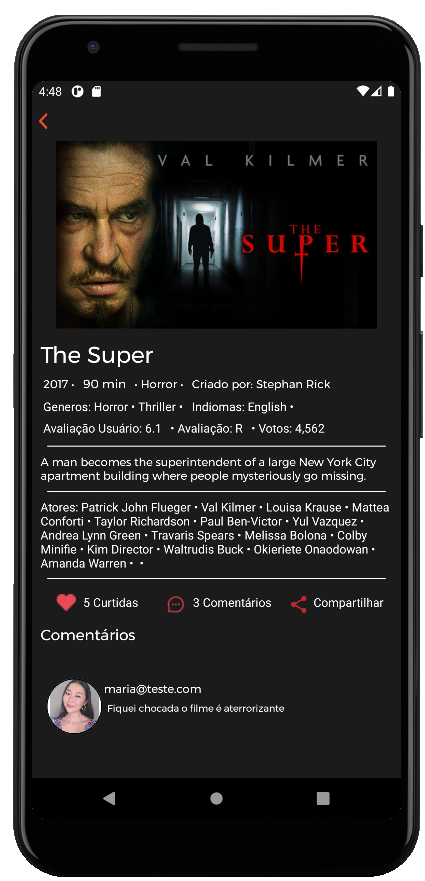 4:48
VAL KILMER
THE
SUPER
The Super
2017 • 90 min • Horror • Criado por: Stephan Rick
Generos: Horror • Thriller • Indiomas: English •
Avaliação Usuário: 6.1 • Avaliação: R • Votos: 4,562
A man becomes the superintendent of a large New York City
apartment building where people mysteriously go missing.
Atores: Patrick John Flueger • Val Kilmer • Louisa Krause • Mattea
Conforti • Taylor Richardson • Paul Ben-Victor • Yul Vazquez •
Andrea Lynn Green • Travaris Spears • Melissa Bolona • Colby
Minifie • Kim Director • Waltrudis Buck • Okieriete Onaodowan •
Amanda Warren • •
5 Curtidas
3 Comentários
Compartilhar
Comentários
maria@teste.com
Fiquei chocada o filme é aterrorizante